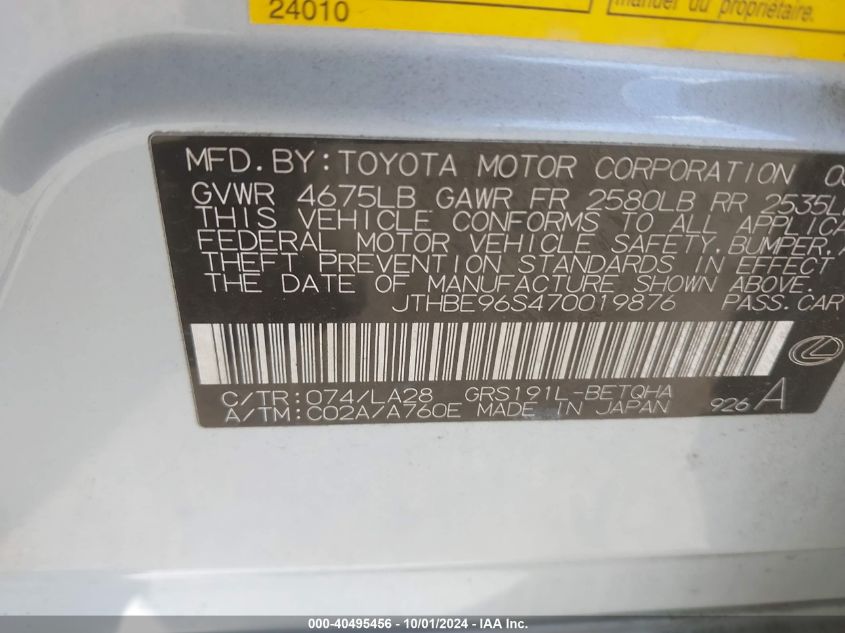 24010
manuel du propriétaire.
MFD. BY: TOYOTA MOTOR CORPORATION
GVWR 4675LB GAWR FR 2580LB RR 2535LB
THIS VEHICLE CONFORMS TO ALL
FEDERAL MOTOR VEHICLE SAFETY, BUMPER,
THEFT PREVENTION STANDARDS IN EFFECT
THE DATE OF MANUFACTURE SHOWN ABOVE.
JTHBE96S470019876 PASS. CAR
C/TR: 074/LA28 GRS191L-BETQHA
A/TM: C02A/A760E MADE IN JAPAN 926 A
000-40495456 - 10/01/2024 - IAA Inc.